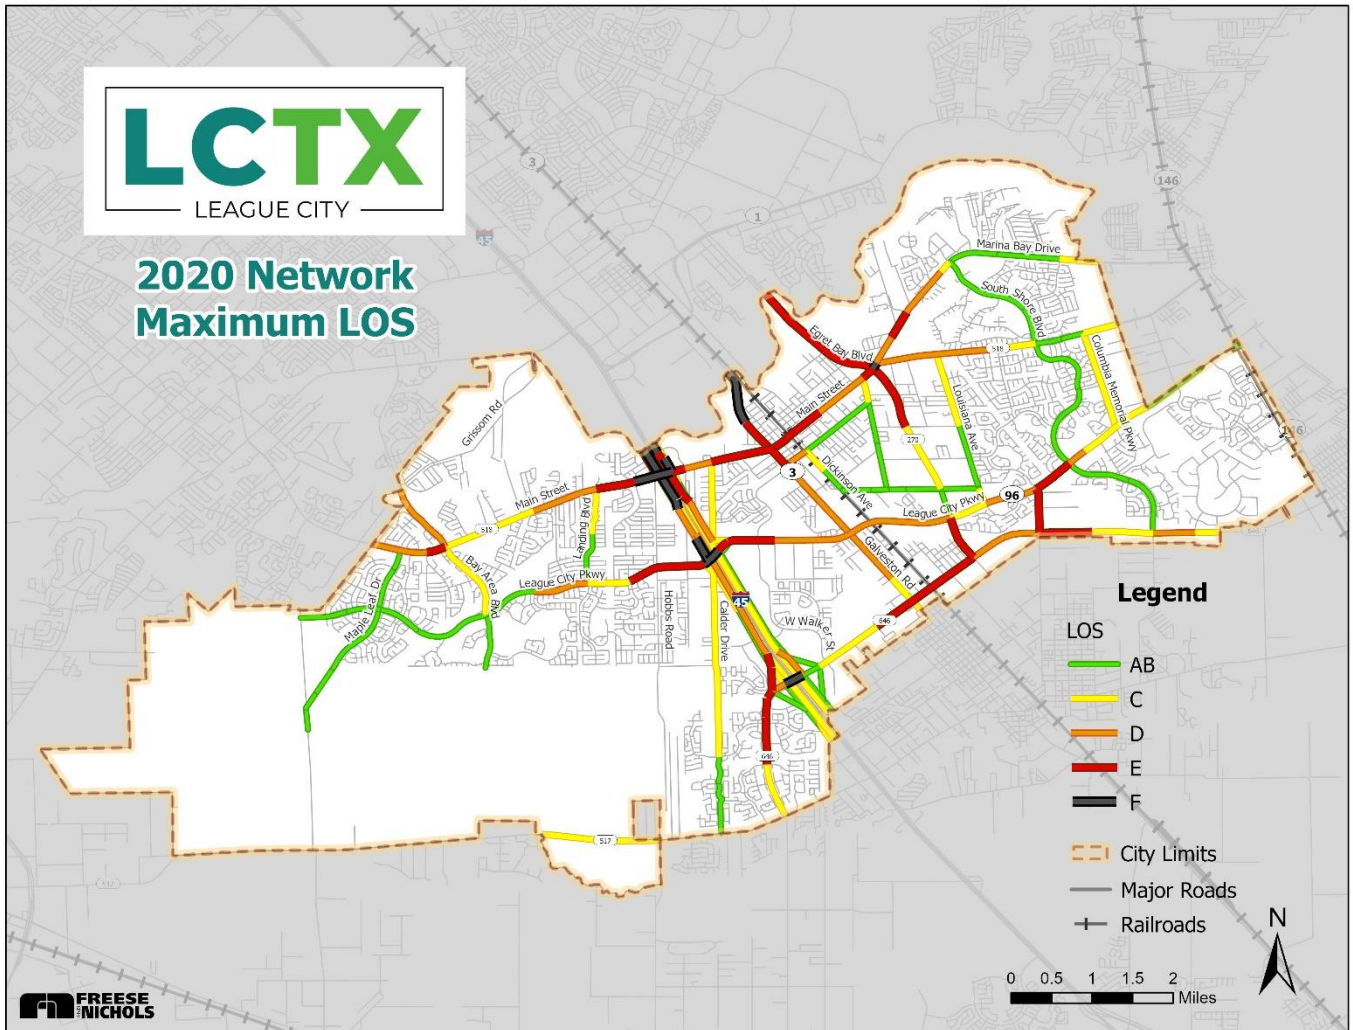 LCTX
LEAGUE CITY
2020 Network
Maximum LOS
3
146
1
45
Marina Bay Drive
South Shore Blvd
Egret Bay Blvd
518
Columbia Memorial Pkwy
Main Street
Louisiana Ave
146
Grissom Rd
270
3
Dickinson Ave
Main Street
96
League City Pkwy
518
Landing Blvd
Galveston Rd
Bay Area Blvd
League City Pkwy
45
Maple Leaf Dr
Hobbs Road
Calder Drive
W Walker St
646
646
517
517
Legend
LOS
AB
C
D
E
F
City Limits
Major Roads
Railroads
N
0 0.5 1 1.5 2
Miles
FREESE
AND
NICHOLS